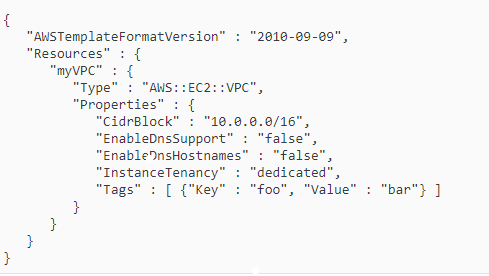 {
"AWSTemplateFormatVersion" : "2010-09-09",
"Resources" : {
"myVPC" : {
"Type" : "AWS::EC2::VPC",
"Properties" : {
"CidrBlock" : "10.0.0.0/16",
"EnableDnsSupport" : "false",
"EnableDnsHostnames" : "false",
"InstanceTenancy" : "dedicated",
"Tags" : [ {"Key" : "foo", "Value" : "bar"} ]
}
}
}
}